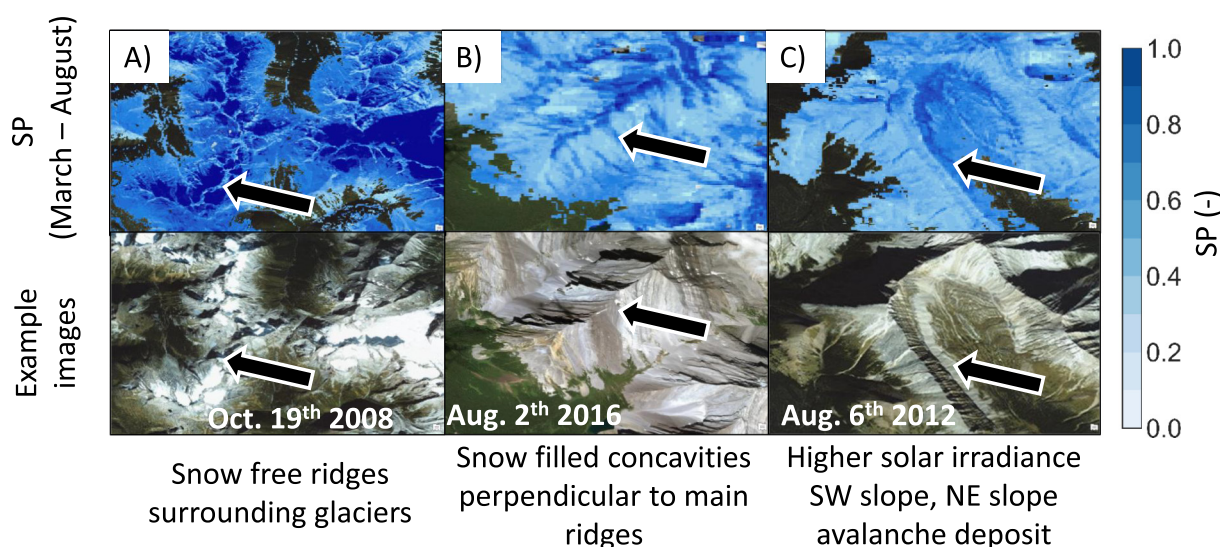 A)
B)
C)
SP
(March – August)
1.0
0.8
0.6
0.4
0.2
0.0
SP (-)
Example
images
Oct. 19th 2008
Aug. 2th 2016
Aug. 6th 2012
Snow free ridges
surrounding glaciers
Snow filled concavities
perpendicular to main
ridges
Higher solar irradiance
SW slope, NE slope
avalanche deposit